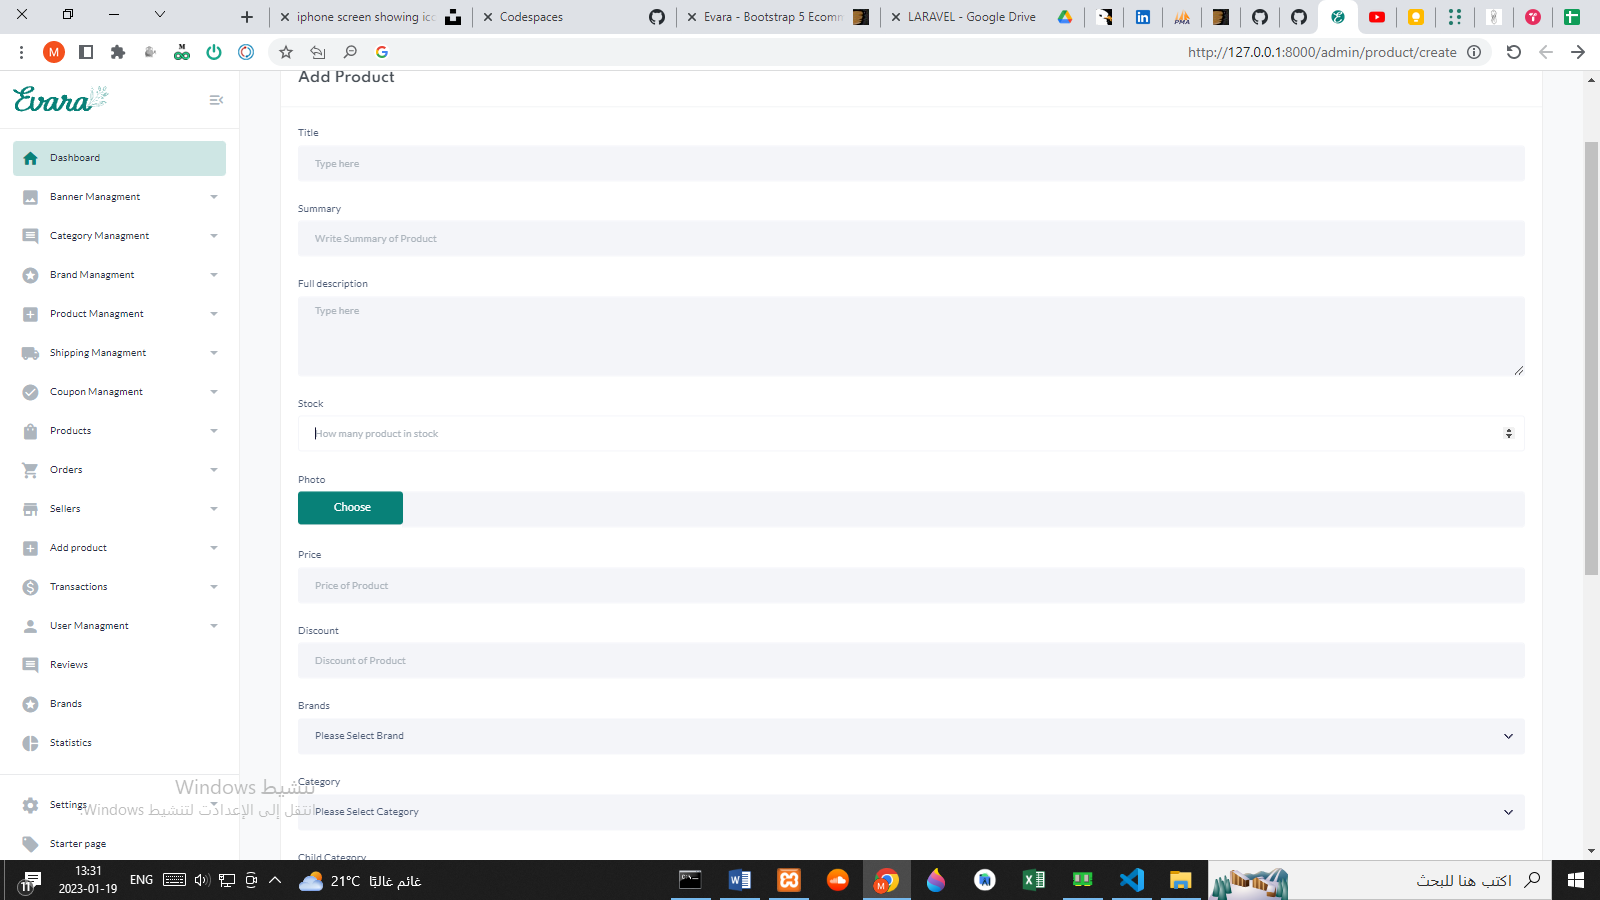 iphone screen showing ico
Codespaces
Evara - Bootstrap 5 Ecomm
LARAVEL - Google Drive
PMA
M
M
http://127.0.0.1:8000/admin/product/create
Evara
Dashboard
Banner Managment
Category Managment
Brand Managment
Product Managment
Shipping Managment
Coupon Managment
Products
Orders
Sellers
Add product
Transactions
User Managment
Reviews
Brands
Statistics
Settings
Starter page
Add Product
Title
Type here
Summary
Write Summary of Product
Full description
Type here
Stock
How many product in stock
Photo
Choose
Price
Price of Product
Discount
Discount of Product
Brands
Please Select Brand
Category
Please Select Category
Child Category
تنشيط Windows
انتقل إلى الإعدادات لتنشيط Windows.
11
13:31
2023-01-19
ENG
21°C غائم غالبًا
M
اكتب هنا للبحث